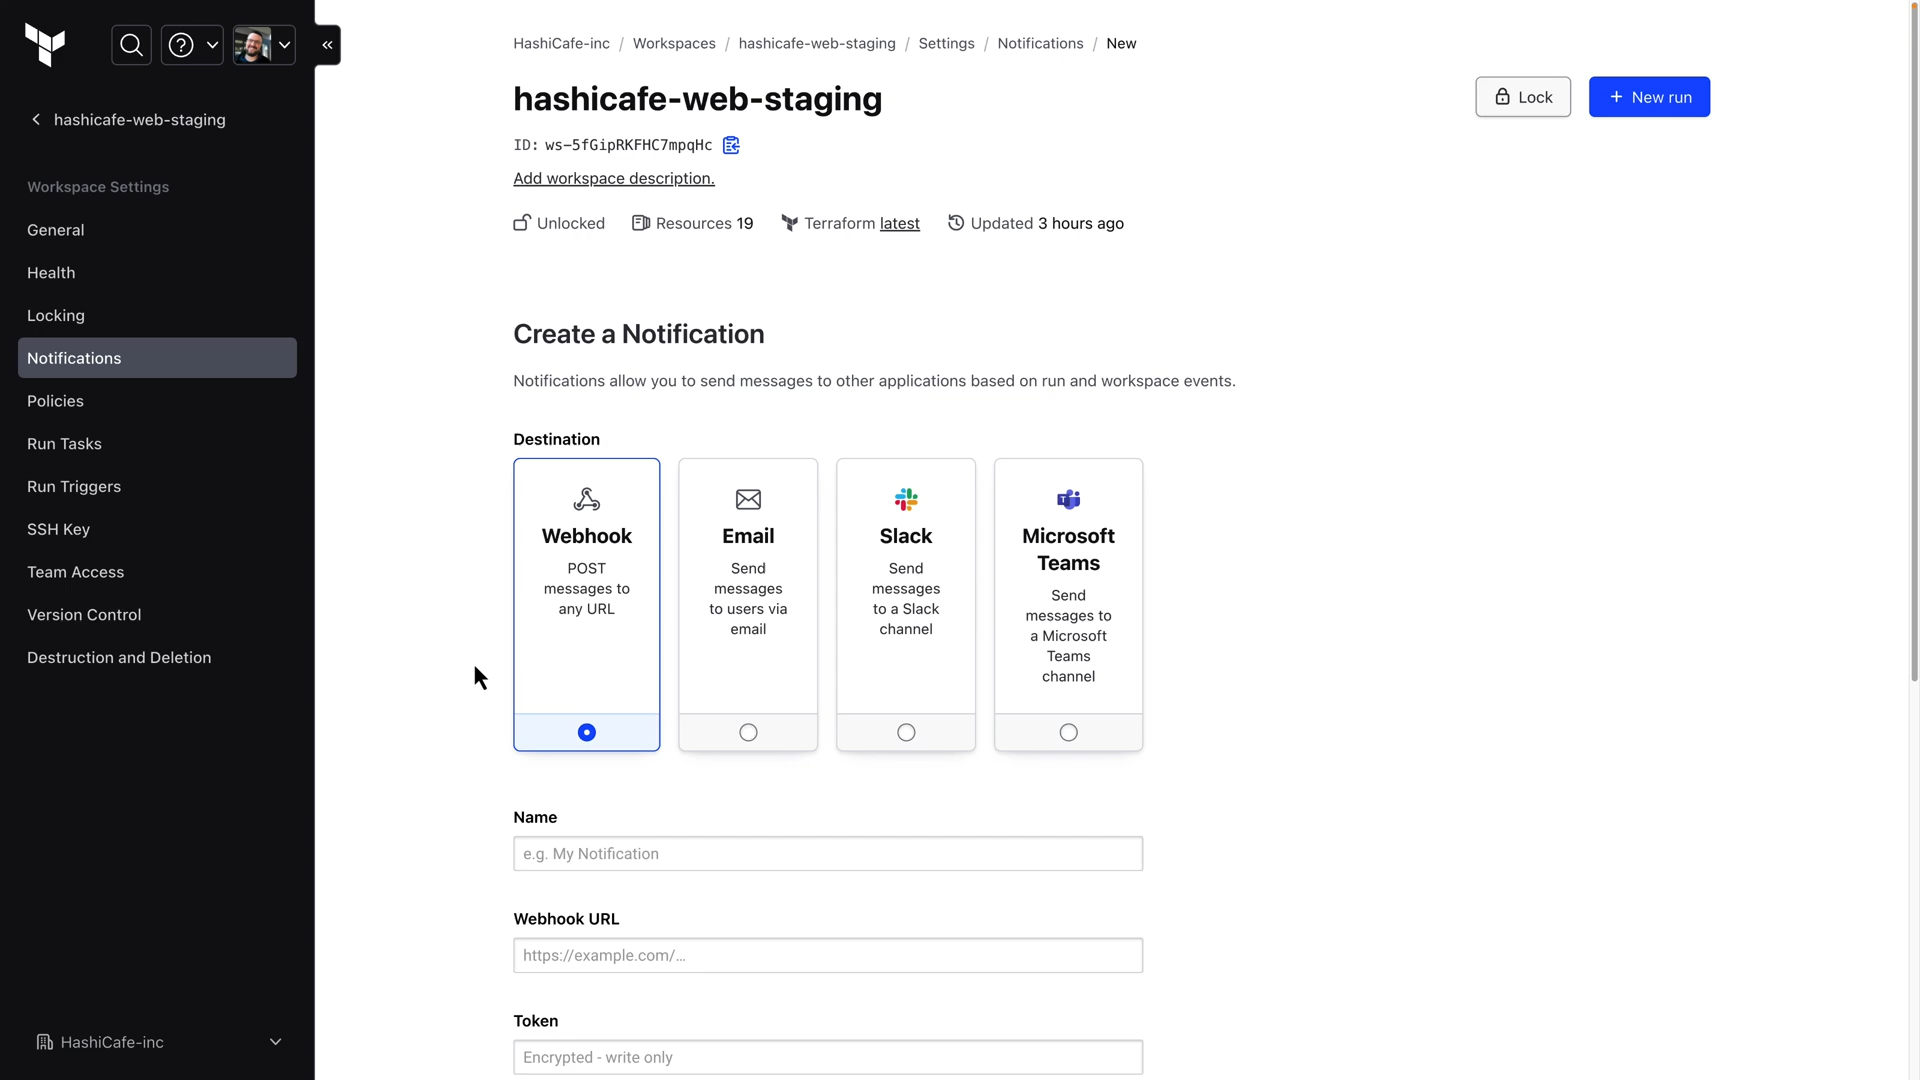 hashicafe-web-staging
Workspace Settings
General
Health
Locking
Notifications
Policies
Run Tasks
Run Triggers
SSH Key
Team Access
Version Control
Destruction and Deletion
HashiCafe-inc
HashiCafe-inc / Workspaces / hashicafe-web-staging / Settings / Notifications / New
hashicafe-web-staging
Lock
+ New run
ID: ws-5fGipRKFHC7mpqHc
Add workspace description.
Unlocked Resources 19 Terraform latest Updated 3 hours ago
Create a Notification
Notifications allow you to send messages to other applications based on run and workspace events.
Destination
Webhook
POST
messages to
any URL
Email
Send
messages
to users via
email
Slack
Send
messages
to a Slack
channel
Microsoft
Teams
Send
messages to
a Microsoft
Teams
channel
Name
e.g. My Notification
Webhook URL
https://example.com/…
Token
Encrypted - write only